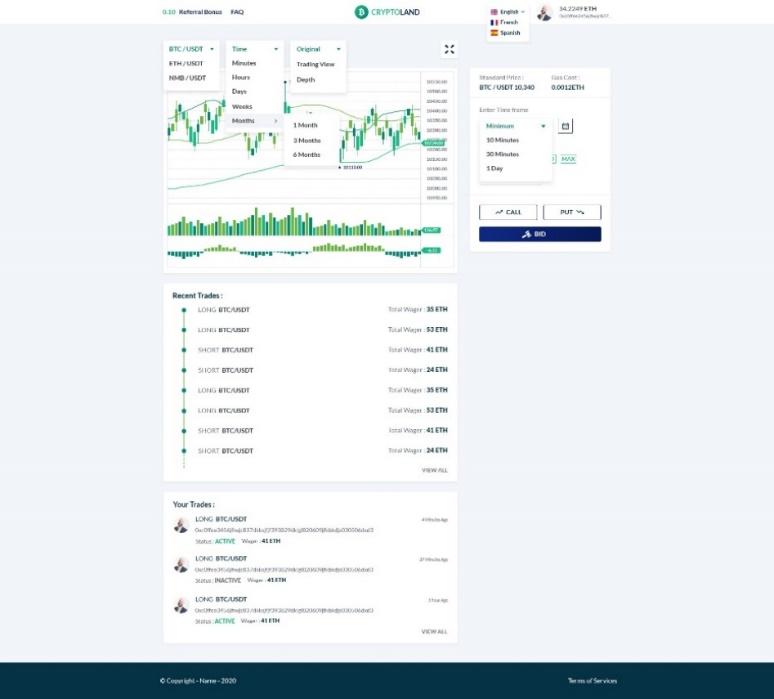 0.10 Referral Bonus FAQ
CRYPTOLAND
English
French
Spanish
34.2249 ETH
BTC / USDT
ETH / USDT
NMB / USDT
Time
Minutes
Hours
Days
Weeks
Months
1 Month
3 Months
6 Months
Original
Trading View
Depth
Standard Price :
BTC / USDT 10,340
Gas Cost :
0.0012ETH
Enter Time frame
Minimum
10 Minutes
30 Minutes
1 Day
MAX
CALL
PUT
BID
Recent Trades :
LONG BTC/USDT Total Wager : 35 ETH
LONG BTC/USDT Total Wager : 53 ETH
SHORT BTC/USDT Total Wager : 41 ETH
SHORT BTC/USDT Total Wager : 24 ETH
LONG BTC/USDT Total Wager : 35 ETH
LONG BTC/USDT Total Wager : 53 ETH
SHORT BTC/USDT Total Wager : 41 ETH
SHORT BTC/USDT Total Wager : 24 ETH
VIEW ALL
Your Trades :
LONG BTC/USDT
Status : ACTIVE Wager : 41 ETH
LONG BTC/USDT
Status : INACTIVE Wager : 41 ETH
LONG BTC/USDT
Status : ACTIVE Wager : 41 ETH
VIEW ALL
© Copyright - Name - 2020
Terms of Services